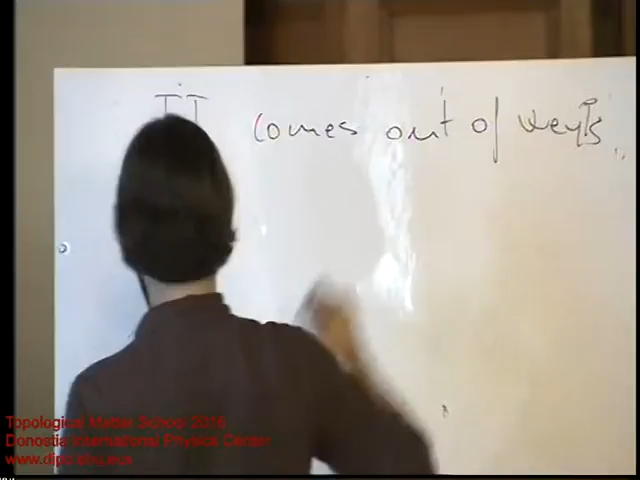 TI comes out of Weyls
Topological Matter School 2016
Donostia International Physics Center
www.dipc.ehu.eus